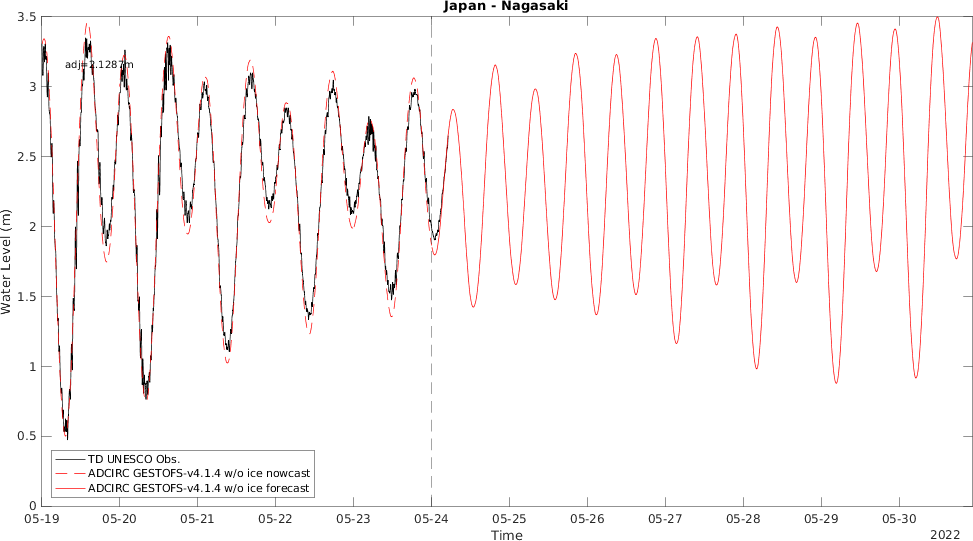 Japan - Nagasaki
3.5
3
2.5
2
1.5
1
0.5
0
Water Level (m)
adj=2.1287m
TD UNESCO Obs.
ADCIRC GESTOFS-v4.1.4 w/o ice nowcast
ADCIRC GESTOFS-v4.1.4 w/o ice forecast
05-19 05-20 05-21 05-22 05-23 05-24 05-25 05-26 05-27 05-28 05-29 05-30
Time
2022